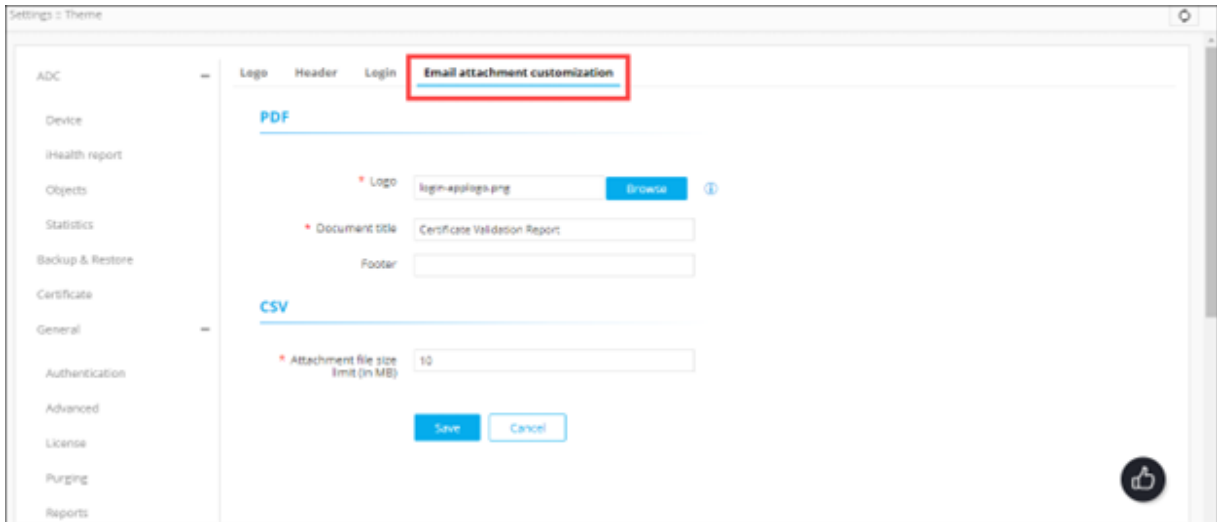 Settings :: Theme
ADC
Logo Header Login Email attachment customization
PDF
Device
iHealth report
* Logo
login-applogo.png
Browse
Objects
Statistics
* Document title
Certificate Validation Report
Backup & Restore
Footer
Certificate
CSV
General
* Attachment file size
limit (in MB)
10
Authentication
Advanced
Save
Cancel
License
Purging
Reports